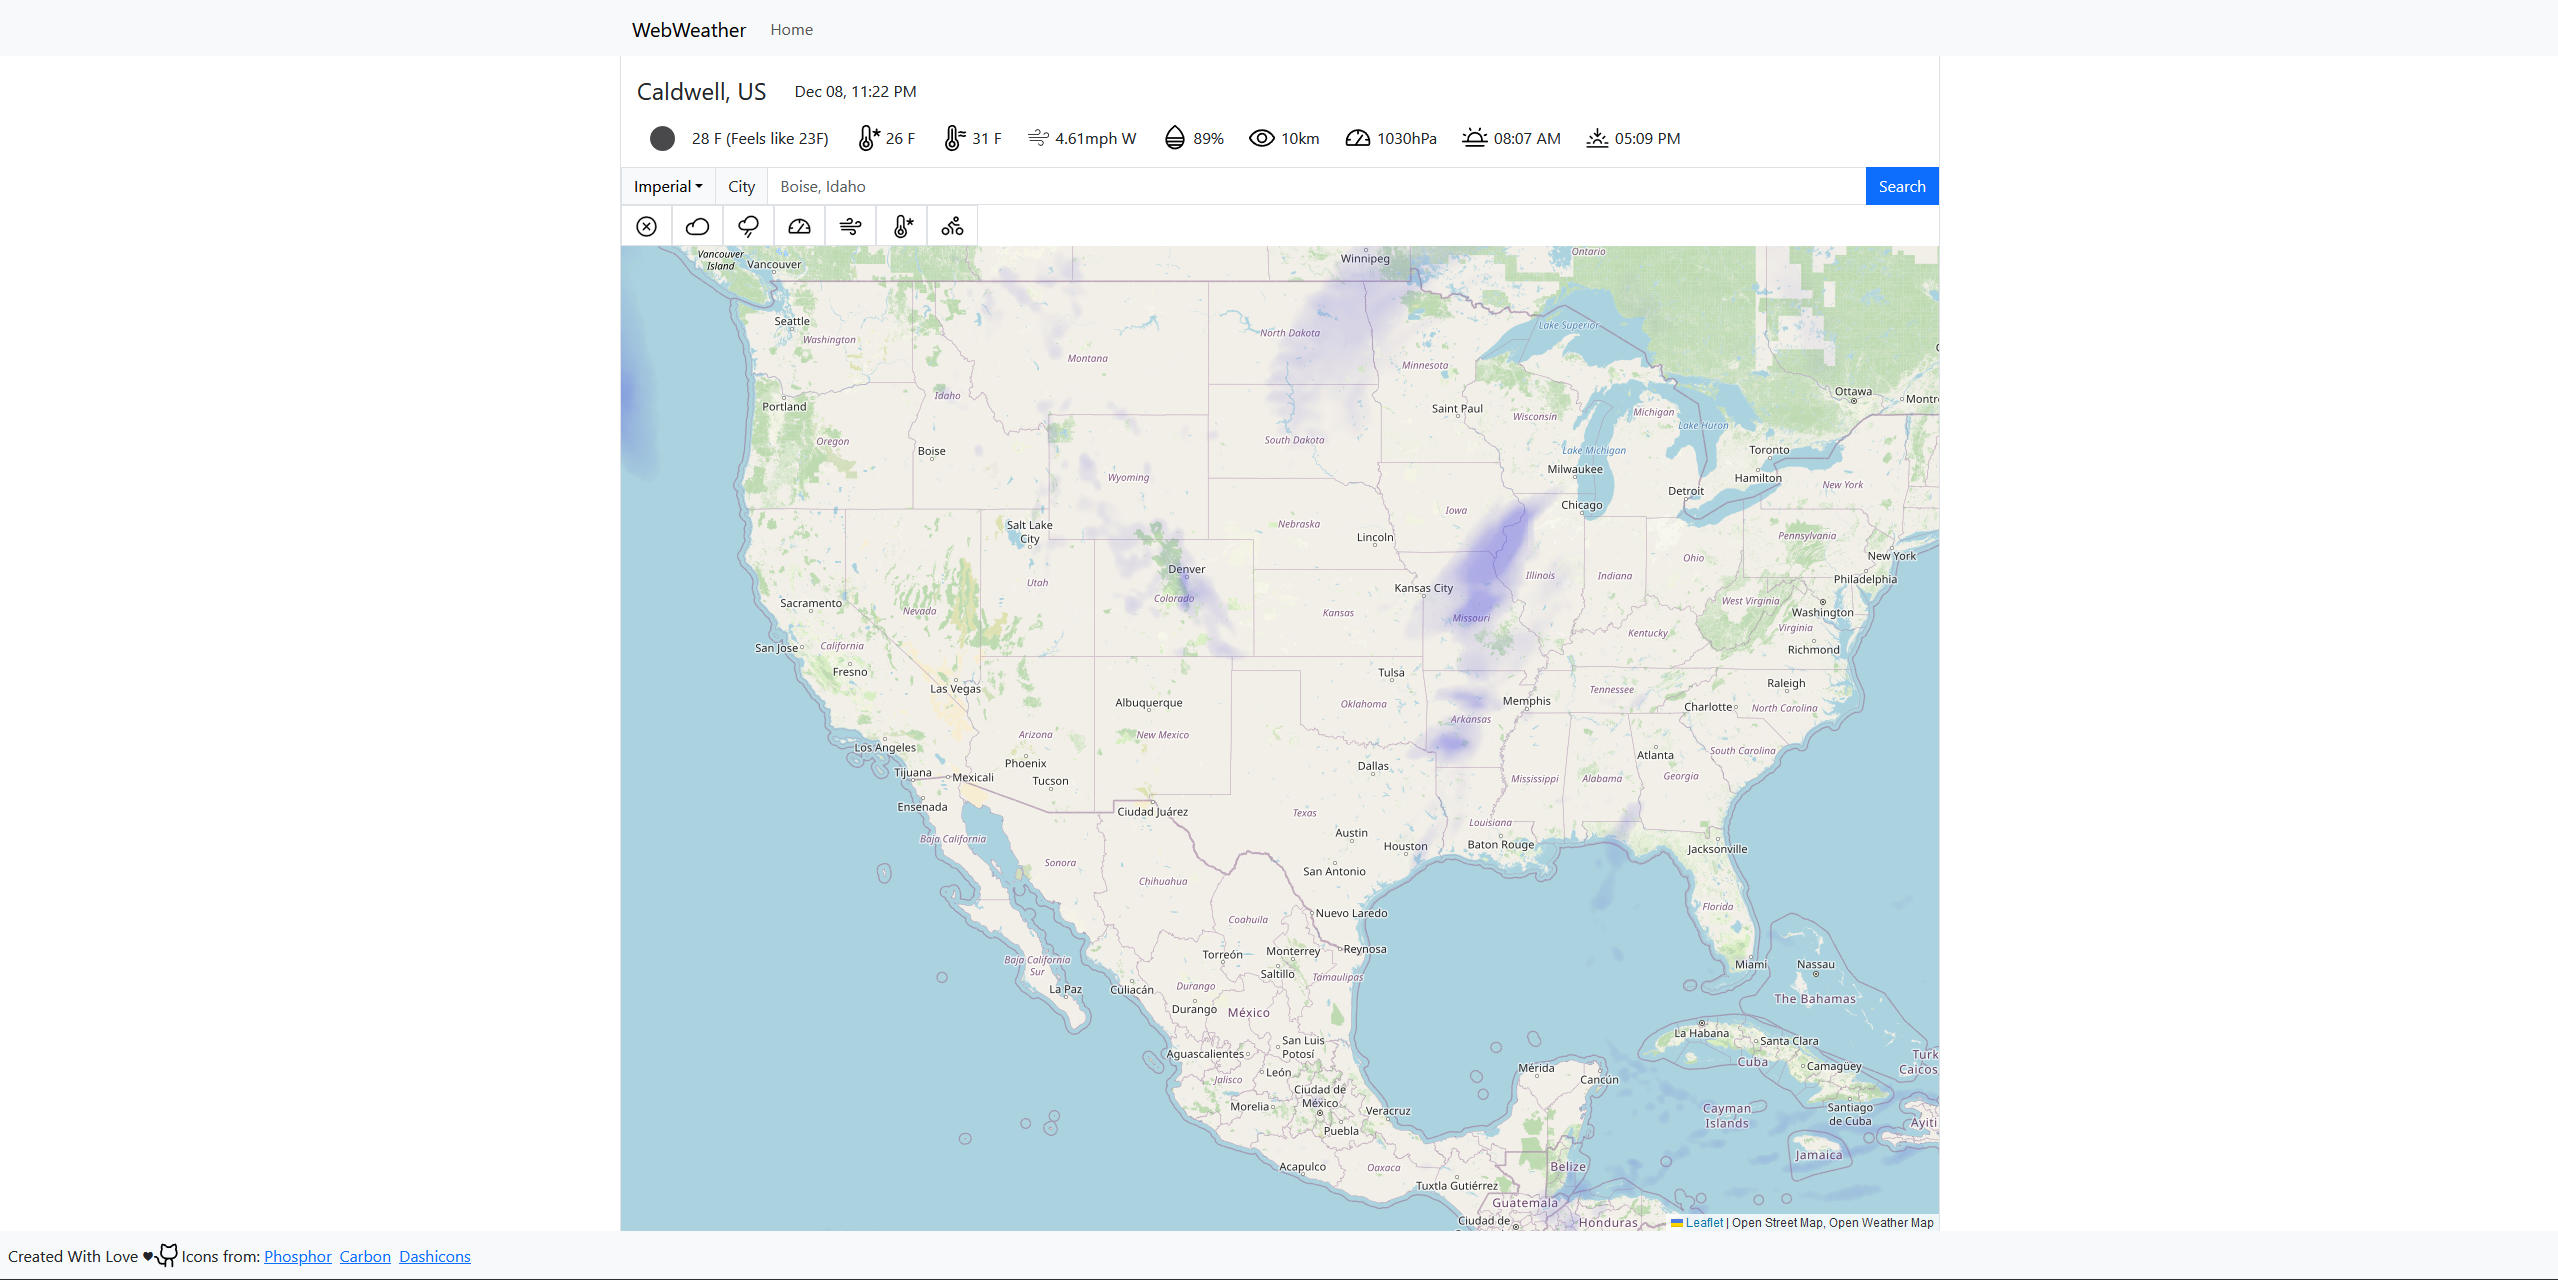 WebWeather Home
Caldwell, US Dec 08, 11:22 PM
28 F (Feels like 23F) 26 F 31 F 4.61mph W 89% 10km 1030hPa 08:07 AM 05:09 PM
Imperial City Boise, Idaho Search
Vancouver
Island
Vancouver
Winnipeg
Ontario
Seattle
Washington
Montana
North Dakota
Minnesota
Lake Superior
Portland
Idaho
Oregon
Boise
Wyoming
South Dakota
Saint Paul
Wisconsin
Michigan
Lake Huron
Lake Michigan
Ottawa
Montr
Toronto
Hamilton
Milwaukee
Detroit
New York
Chicago
Iowa
Salt Lake
City
Nebraska
Lincoln
Ohio
Pennsylvania
New York
Philadelphia
Utah
Denver
Colorado
Kansas City
Illinois
Indiana
Sacramento
Nevada
Kansas
Missouri
West Virginia
Washington
Virginia
Kentucky
Richmond
San Jose
California
Fresno
Las Vegas
Tulsa
Albuquerque
Oklahoma
Memphis
Tennessee
Raleigh
Charlotte
North Carolina
Arkansas
Arizona
New Mexico
Los Angeles
Phoenix
Tucson
Tijuana
Mexicali
Dallas
Atlanta
South Carolina
Mississippi
Alabama
Georgia
Ensenada
Ciudad Juárez
Texas
Louisiana
Baja California
Austin
Houston
Baton Rouge
Jacksonville
Sonora
Chihuahua
San Antonio
Coahuila
Nuevo Laredo
Florida
Baja California
Sur
Torreón
Monterrey
Reynosa
Saltillo
Tamaulipas
Miami
Nassau
The Bahamas
La Paz
Culiacán
Durango
Durango
México
La Habana
Santa Clara
Cuba
Camagüey
Turk
Caicos
Aguascalientes
San Luis
Potosí
Jalisco
León
Ciudad de
México
Morelia
Veracruz
Puebla
Mérida
Cancún
Cayman
Islands
Santiago
de Cuba
Ayiti
Jamaica
Acapulco
Oaxaca
Tuxtla Gutiérrez
Belize
Guatemala
Ciudad de
Honduras
Leaflet | Open Street Map, Open Weather Map
Created With Love ♥ Icons from: Phosphor Carbon Dashicons